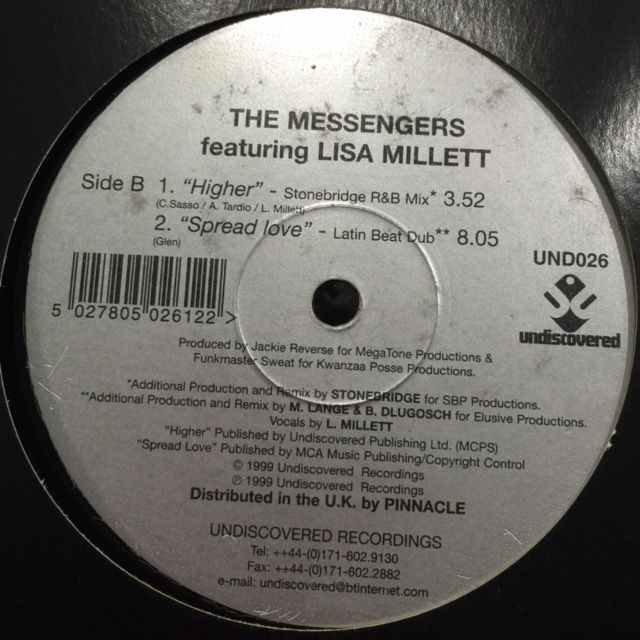 THE MESSENGERS
featuring LISA MILLETT
Side B 1. "Higher" - Stonebridge R&B Mix* 3.52
(C.Sasso / A. Tardio / L. Millett)
2. "Spread love" - Latin Beat Dub** 8.05
(Glen)
UND026
undiscovered
5 027805 026122 >
Produced by Jackie Reverse for MegaTone Productions &
Funkmaster Sweat for Kwanzaa Posse Productions.
*Additional Production and Remix by STONEBRIDGE for SBP Productions.
**Additional Production and Remix by M. LANGE & B. DLUGOSCH for Elusive Productions.
Vocals by L. MILLETT
"Higher" Published by Undiscovered Publishing Ltd. (MCPS)
"Spread Love" Published by MCA Music Publishing/Copyright Control
© 1999 Undiscovered Recordings
℗ 1999 Undiscovered Recordings
Distributed in the U.K. by PINNACLE
UNDISCOVERED RECORDINGS
Tel: ++44-(0)171-602.9130
Fax: ++44-(0)171-602.2882
e-mail: undiscovered@btinternet.com